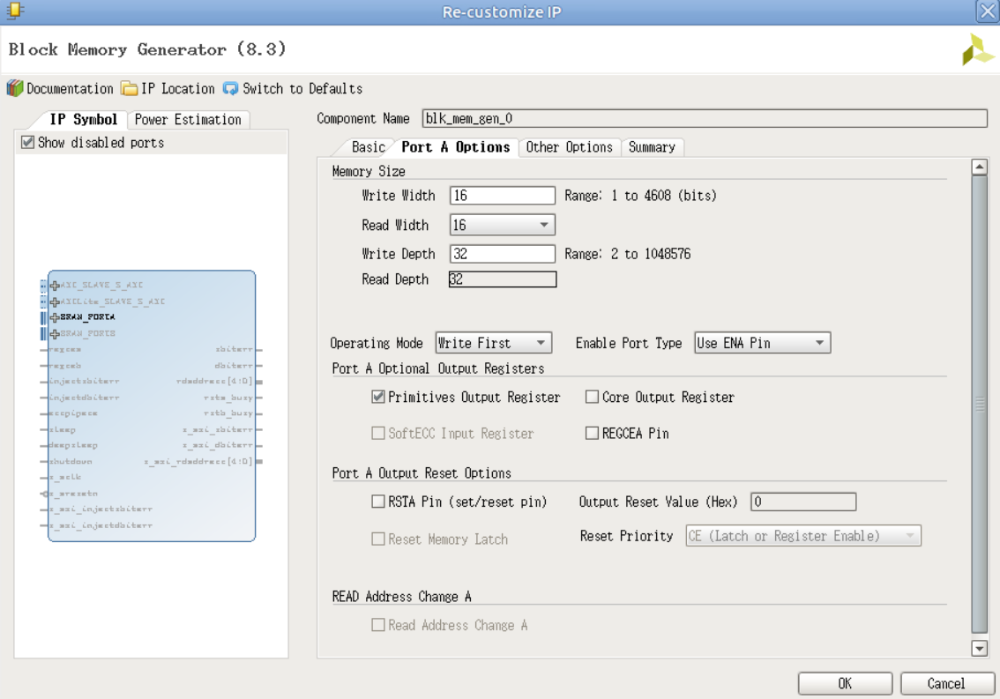 Re-customize IP
Block Memory Generator (8.3)
Documentation IP Location Switch to Defaults
IP Symbol Power Estimation
Show disabled ports
AXI_SLAVE_S_AXI
AXILite_SLAVE_S_AXI
BRAM_PORTA
BRAM_PORTB
regcea sbiterr
regceb dbiterr
injectsbiterr rdaddrecc[4:0]
injectdbiterr rsta_busy
eccpipece rstb_busy
sleep s_axi_sbiterr
deepsleep s_axi_dbiterr
shutdown s_axi_rdaddrecc[4:0]
s_aclk
s_aresetn
s_axi_injectsbiterr
s_axi_injectdbiterr
Component Name blk_mem_gen_0
Basic Port A Options Other Options Summary
Memory Size
Write Width 16 Range: 1 to 4608 (bits)
Read Width 16
Write Depth 32 Range: 2 to 1048576
Read Depth 32
Operating Mode Write First Enable Port Type Use ENA Pin
Port A Optional Output Registers
Primitives Output Register Core Output Register
SoftECC Input Register REGCEA Pin
Port A Output Reset Options
RSTA Pin (set/reset pin) Output Reset Value (Hex) 0
Reset Memory Latch Reset Priority CE (Latch or Register Enable)
READ Address Change A
Read Address Change A
OK Cancel